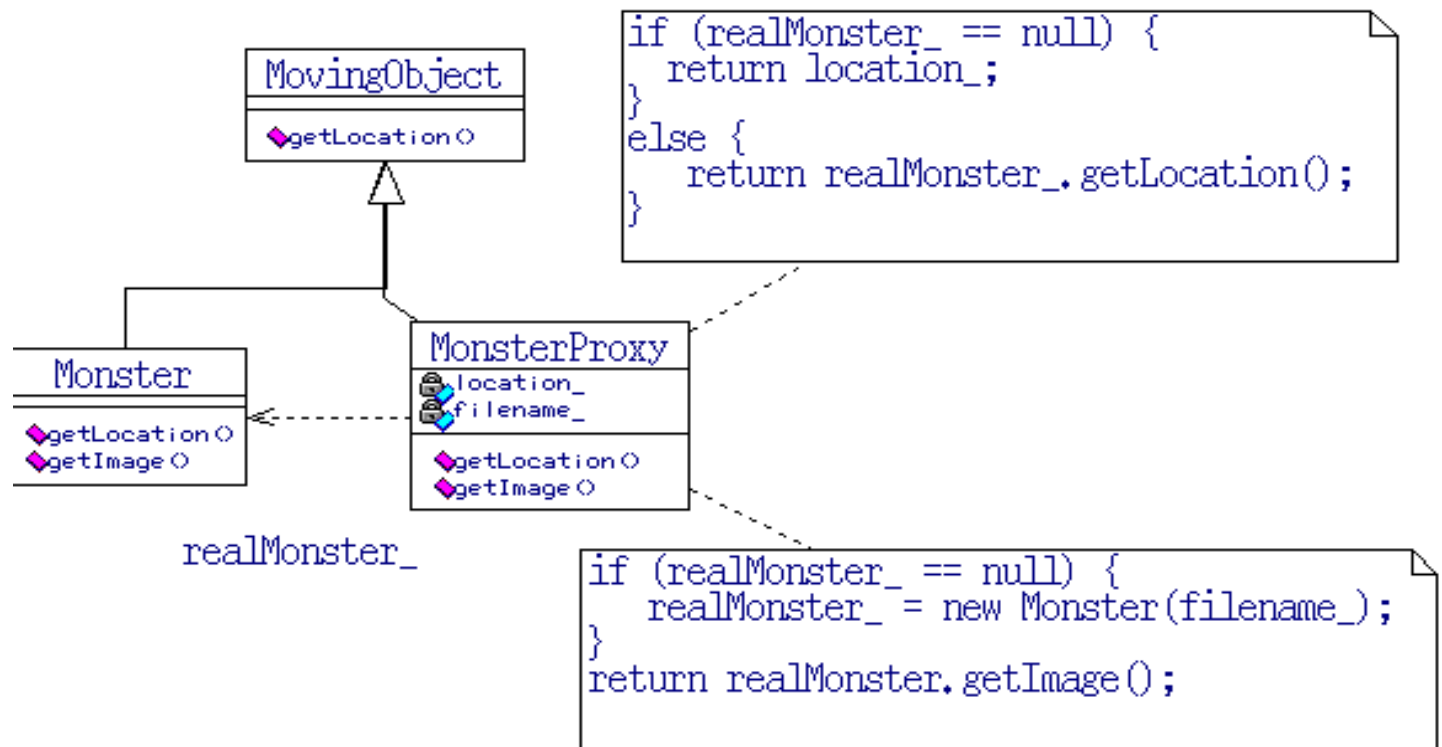 MovingObject
getLocation()
if (realMonster_ == null) {
return location_;
}
else {
return realMonster_.getLocation();
}
Monster
getLocation()
getImage()
MonsterProxy
location_
filename_
getLocation()
getImage()
realMonster_
if (realMonster_ == null) {
realMonster_ = new Monster(filename_);
}
return realMonster.getImage();